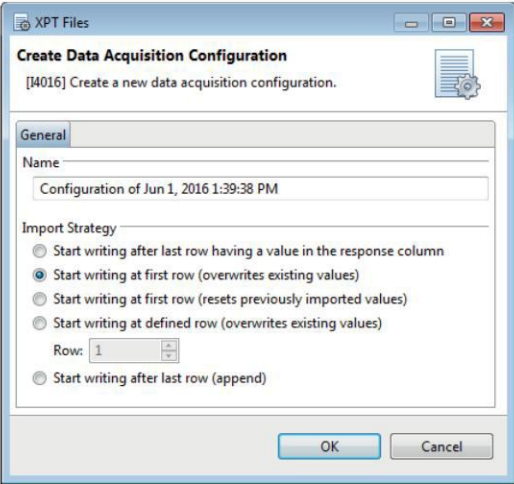 XPT Files
Create Data Acquisition Configuration
[I4016] Create a new data acquisition configuration.
General
Name
Configuration of Jun 1, 2016 1:39:38 PM
Import Strategy
Start writing after last row having a value in the response column
Start writing at first row (overwrites existing values)
Start writing at first row (resets previously imported values)
Start writing at defined row (overwrites existing values)
Row: 1
Start writing after last row (append)
OK Cancel